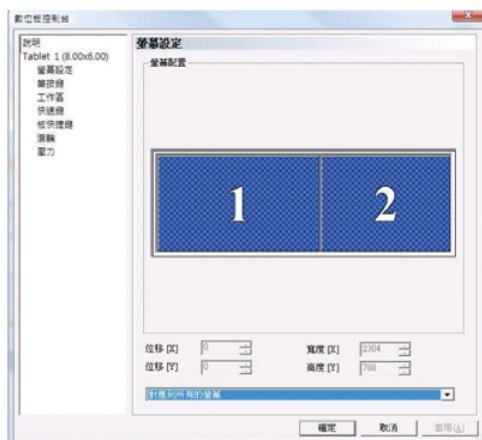 數位板控制台
說明
Tablet 1 (8.00x6.00)
螢幕設定
筆按鍵
工作區
快速鍵
板快捷鍵
滾輪
壓力
螢幕設定
螢幕配置
1 2
位移 [X] 0 寬度 [X] 2304
位移 [Y] 0 高度 [Y] 768
對應到所有的螢幕
確定 取消 套用(A)